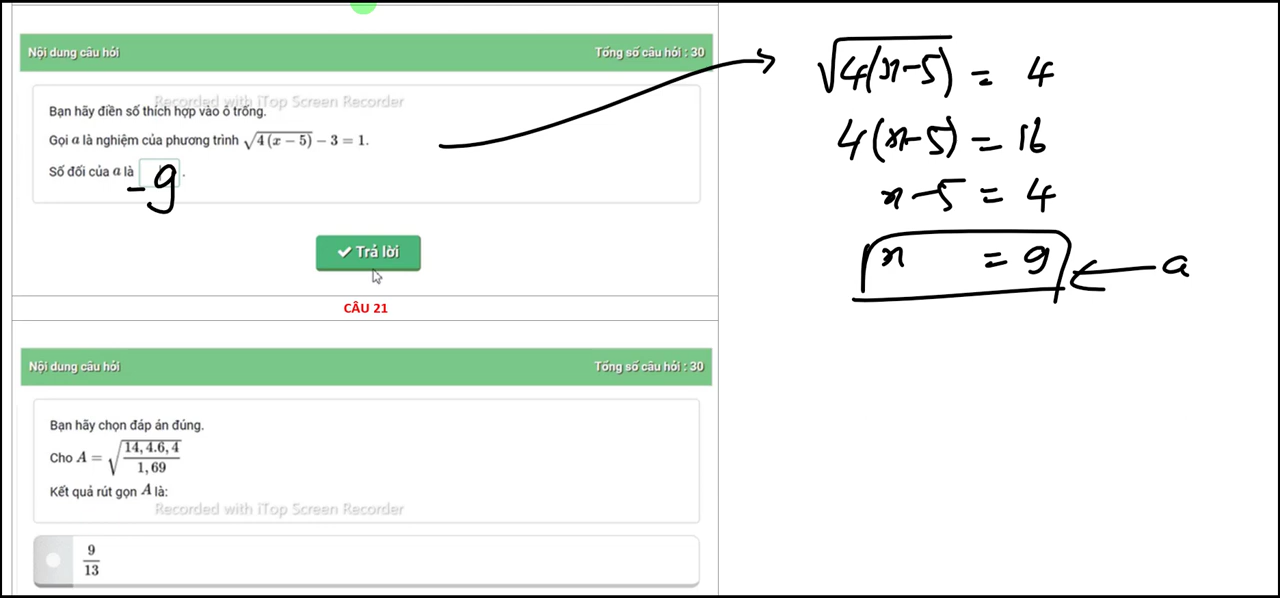 Nội dung câu hỏi
Tổng số câu hỏi : 30
Recorded with iTop Screen Recorder
Bạn hãy điền số thích hợp vào ô trống.
Gọi a là nghiệm của phương trình √4(x − 5) − 3 = 1.
Số đối của a là .
-9
✔ Trả lời
√4(x-5) = 4
4(x-5) = 16
x-5 = 4
x = 9
a
CÂU 21
Nội dung câu hỏi
Tổng số câu hỏi : 30
Bạn hãy chọn đáp án đúng.
Cho A = √(14, 4.6, 4 / 1, 69)
Kết quả rút gọn A là:
Recorded with iTop Screen Recorder
9
13